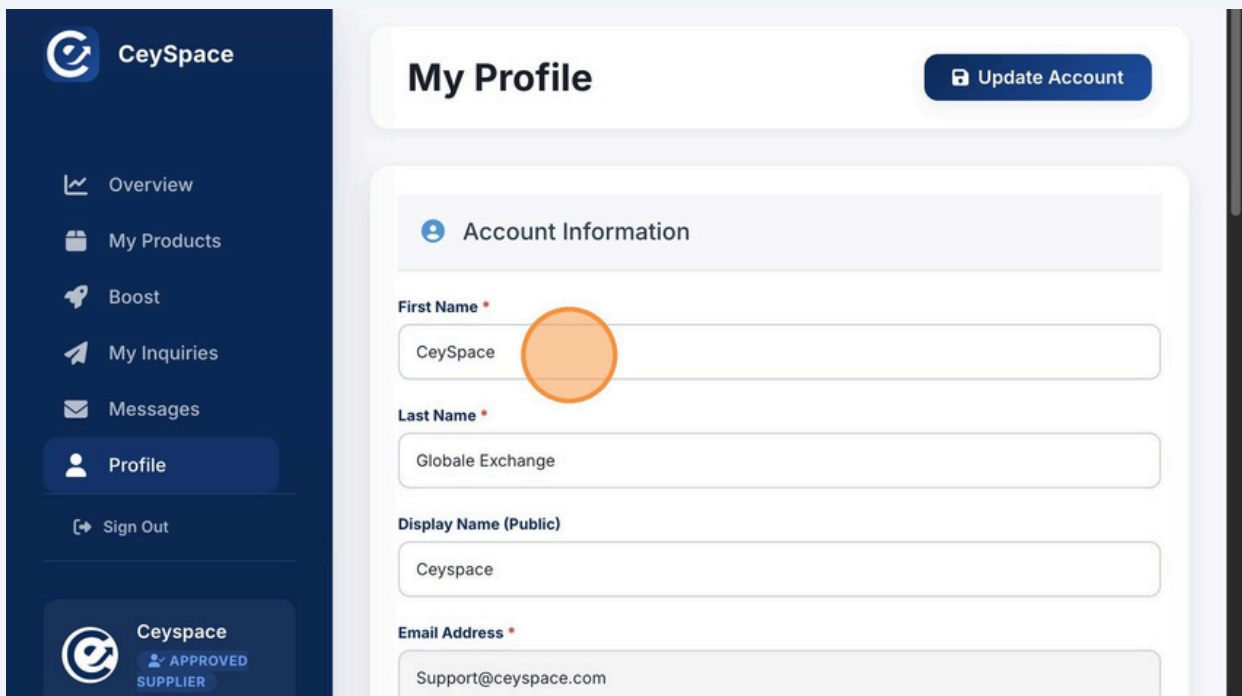 CeySpace
Overview
My Products
Boost
My Inquiries
Messages
Profile
Sign Out
Ceyspace
APPROVED
SUPPLIER
My Profile
Update Account
Account Information
First Name *
CeySpace
Last Name *
Globale Exchange
Display Name (Public)
Ceyspace
Email Address *
Support@ceyspace.com